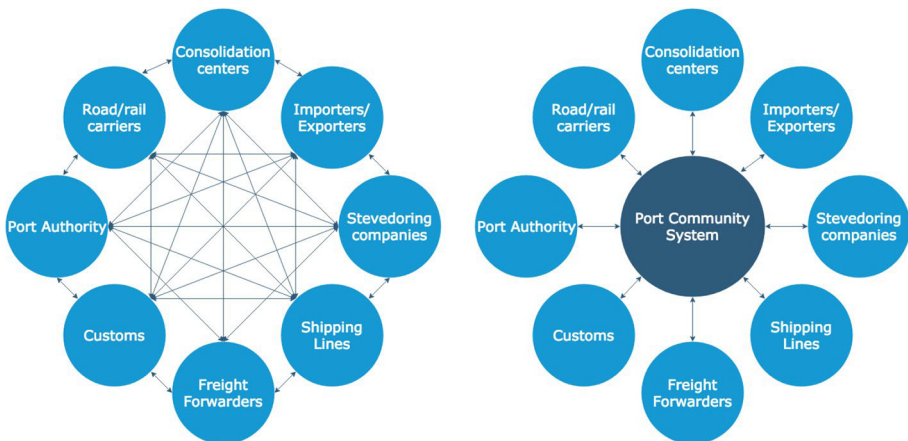 Consolidation
centers
Road/rail
carriers
Importers/
Exporters
Port Authority
Stevedoring
companies
Customs
Shipping
Lines
Freight
Forwarders
Consolidation
centers
Road/rail
carriers
Importers/
Exporters
Port Authority
Port Community
System
Stevedoring
companies
Customs
Shipping
Lines
Freight
Forwarders